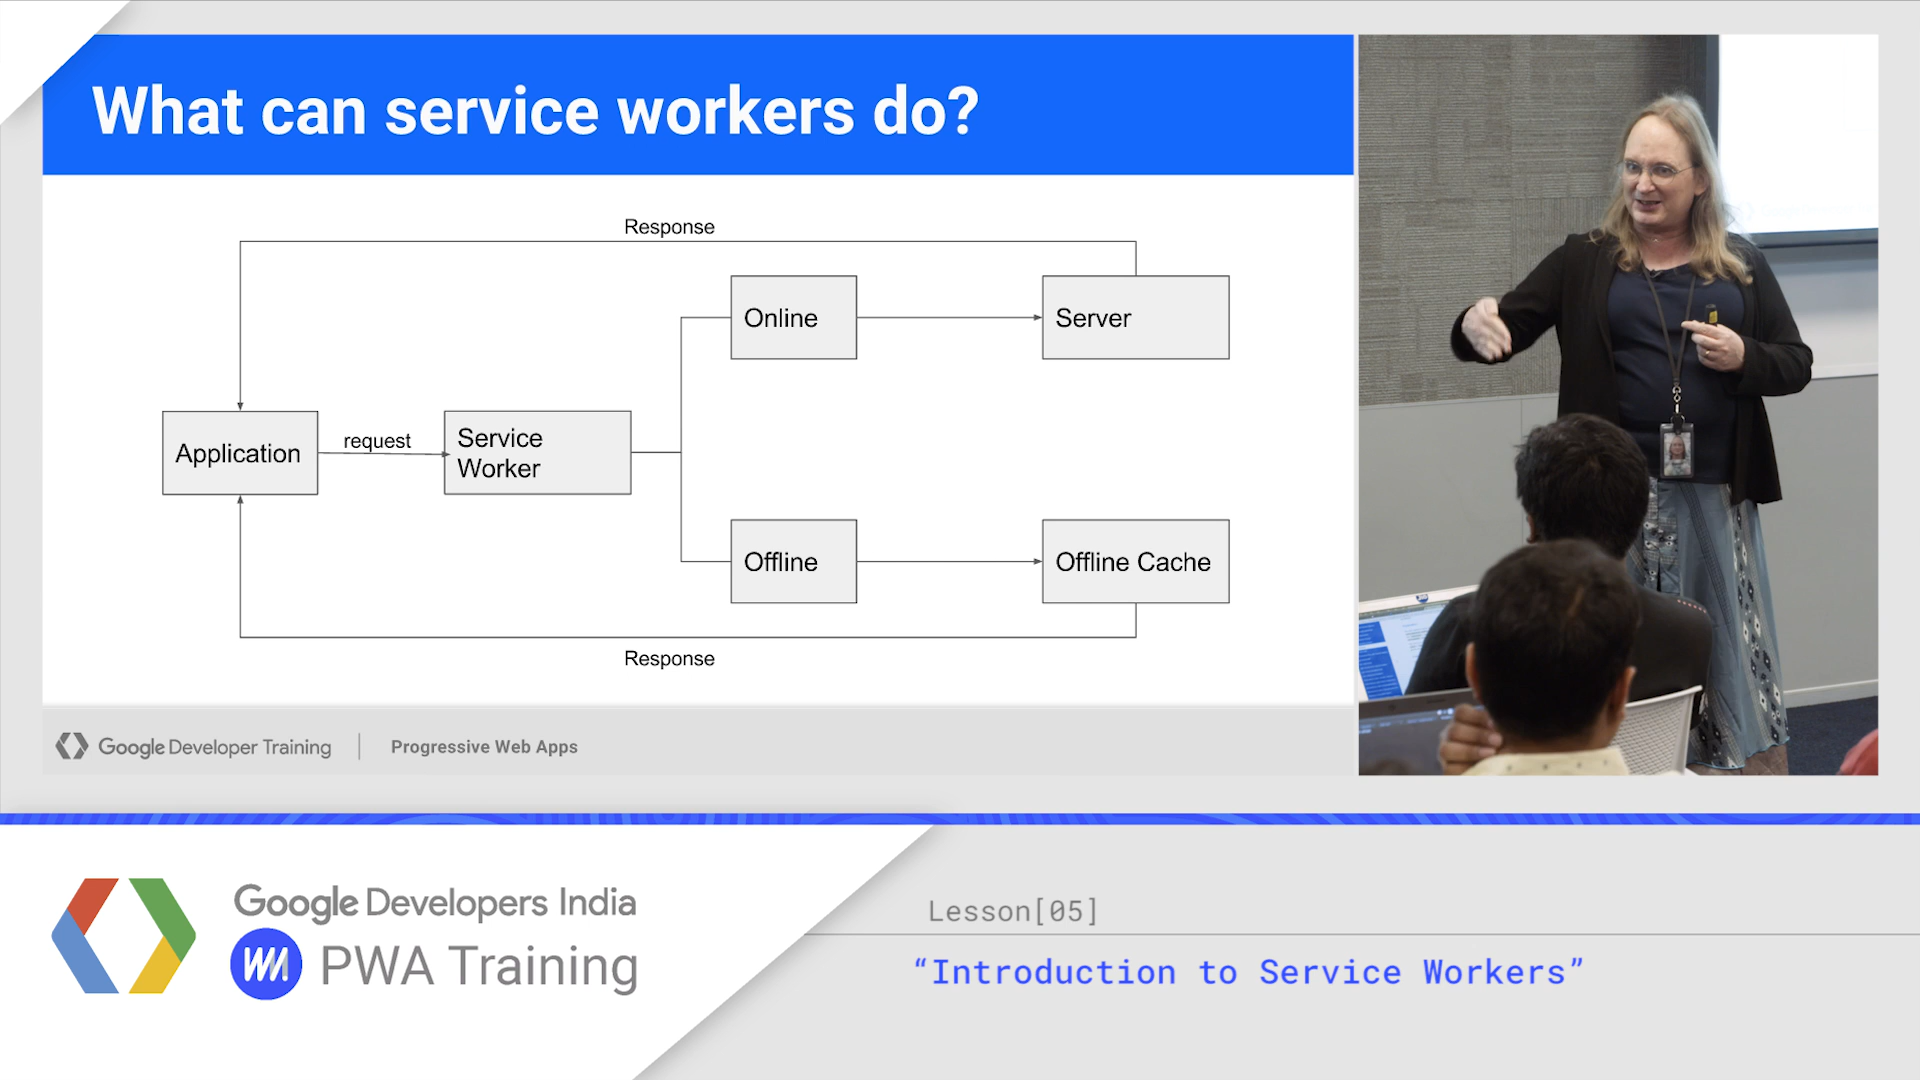 What can service workers do?
Response
Online
Server
Application
request
Service
Worker
Offline
Offline Cache
Response
Google Developer Training
Progressive Web Apps
Google Developers India
PWA Training
Lesson[05]
“Introduction to Service Workers”